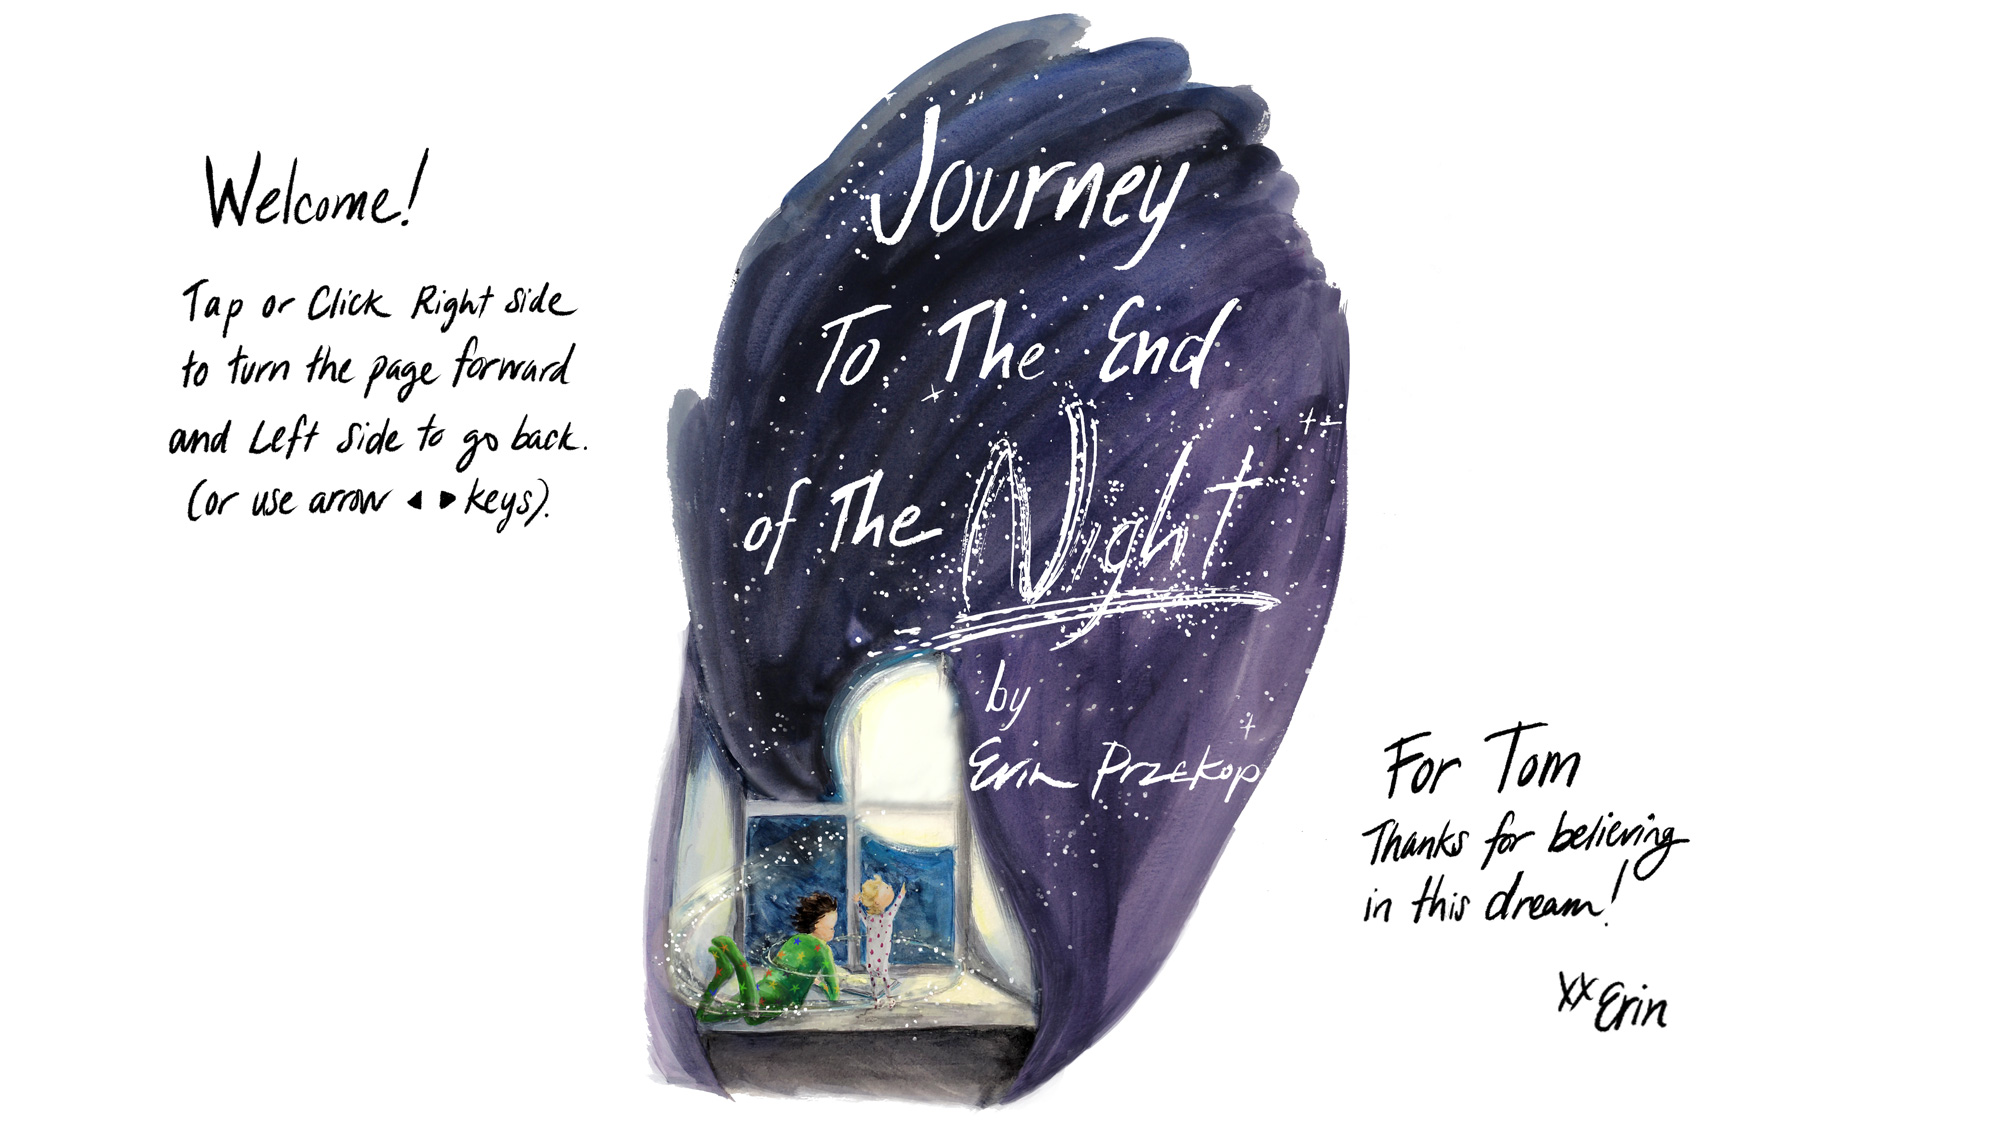 Welcome!
Tap or Click Right side
to turn the page forward
and Left side to go back.
(or use arrow ◀ ▶ keys).
Journey
To The End
of The Night
by
Erin Przekop
For Tom
Thanks for believing
in this dream!
xx Erin